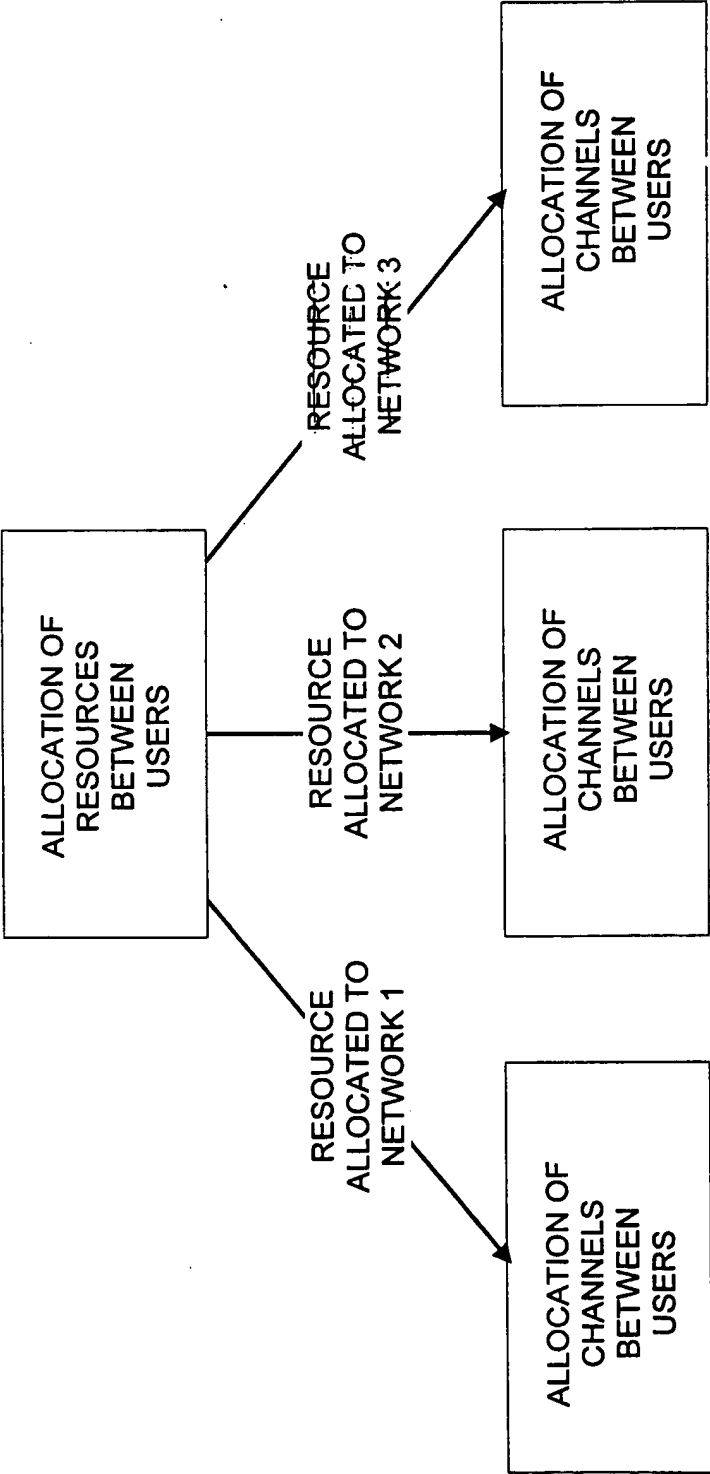 ALLOCATION OF
RESOURCES
BETWEEN
USERS
RESOURCE
ALLOCATED TO
NETWORK 1
RESOURCE
ALLOCATED TO
NETWORK 2
RESOURCE
ALLOCATED TO
NETWORK 3
ALLOCATION OF
CHANNELS
BETWEEN
USERS
ALLOCATION OF
CHANNELS
BETWEEN
USERS
ALLOCATION OF
CHANNELS
BETWEEN
USERS